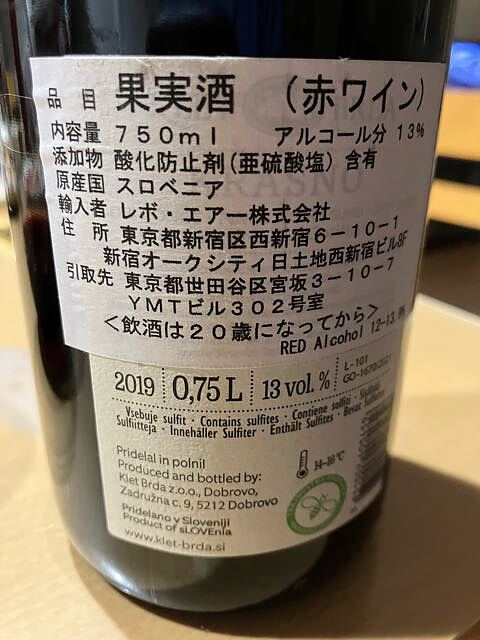 品 目 果実酒 (赤ワイン)
内容量 750ml アルコール分 13%
添加物 酸化防止剤(亜硫酸塩)含有
原産国 スロベニア
輸入者 レボ・エアー株式会社
住 所 東京都新宿区西新宿6-10-1
新宿オークシティ日土地西新宿ビル8F
引取先 東京都世田谷区宮坂3-10-7
YMTビル302号室
<飲酒は20歳になってから>
RED Alcohol 12-13.9%
2019 0,75 L 13 vol. %
L-101
GO-1670/2021
Vsebuje sulfit · Contains sulfites · Contiene solfiti ·
Sulfiitteja · Innehåller Sulfiter · Enthält Sulfites ·
Pridelal in polnil
Produced and bottled by:
Klet Brda z.o.o., Dobrovo,
Zadružna c. 9, 5212 Dobrovo
14-18 °C
Pridelano v Sloveniji
Product of sLOVEnia
www.klet-brda.si